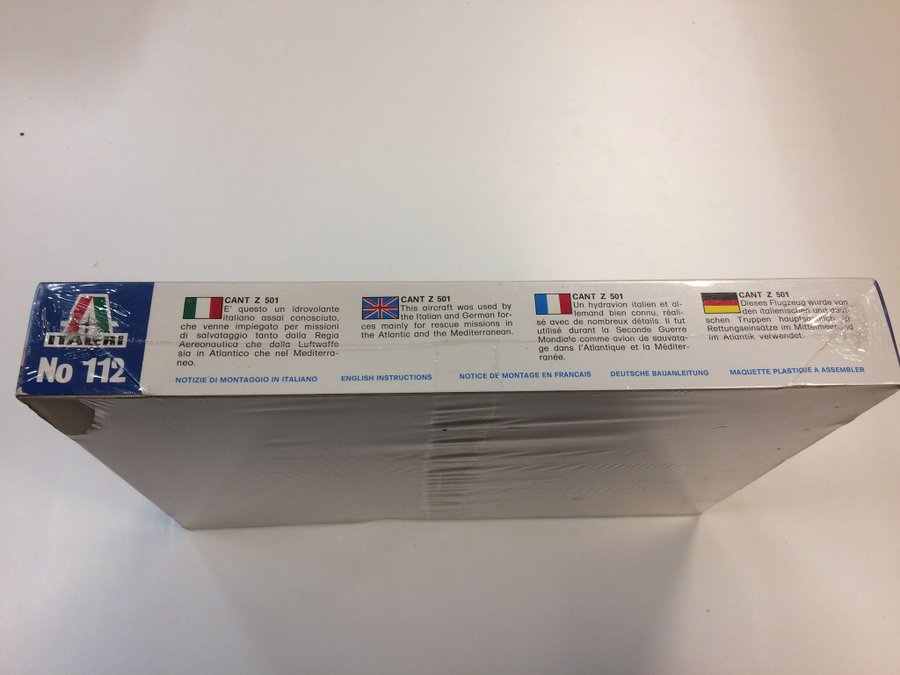 ITALERI
No 112
CANT Z 501
E' questo un idrovolante
italiano assai conosciuto,
che venne impiegato per missioni
di salvataggio tanto dalla Regia
Aereonautica che dalla Luftwaffe
sia in Atlantico che nel Mediterra-
neo.
CANT Z 501
This aircraft was used by
the Italian and German for-
ces mainly for rescue missions in
the Atlantic and the Mediterranean.
CANT Z 501
Un hydravion italien et al-
lemand bien connu, réali-
sé avec de nombreux détails. Il fut
utilisé durant la Seconde Guerre
Mondiale comme avion de sauvata-
ge dans l'Atlantique et la Méditer-
ranée.
CANT Z 501
Dieses Flugzeug wurde von
den italienischen und
schen Truppen
Rettungseinsätze in Mittelmeer und
im Atlantik verwendet.
NOTIZIE DI MONTAGGIO IN ITALIANO
ENGLISH INSTRUCTIONS
NOTICE DE MONTAGE EN FRANCAIS
DEUTSCHE BAUANLEITUNG
MAQUETTE PLASTIQUE A ASSEMBLER